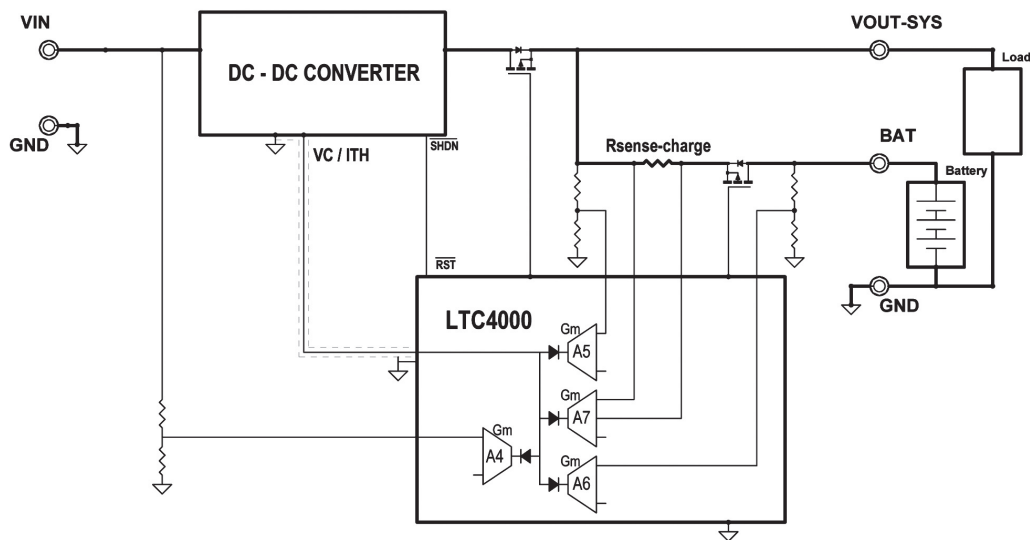 VIN
VOUT-SYS
DC - DC CONVERTER
Load
GND
SHDN
VC / ITH
Rsense-charge
BAT
Battery
RST
GND
LTC4000
Gm
A5
Gm
A7
Gm
A4
Gm
A6